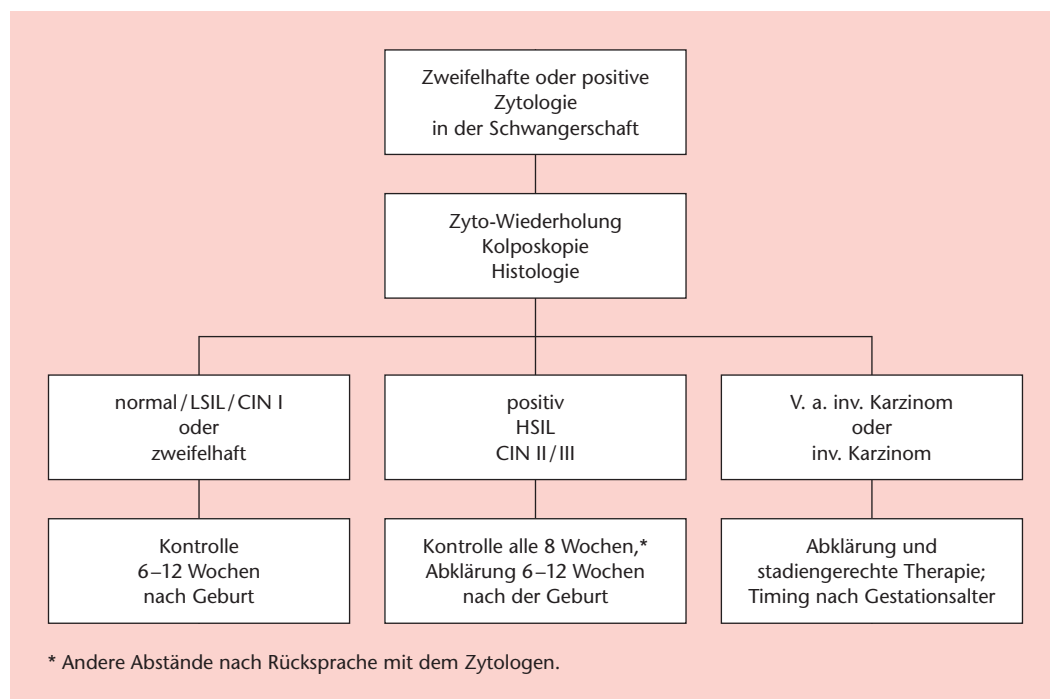 Zweifelhafte oder positive
Zytologie
in der Schwangerschaft
Zyto-Wiederholung
Kolposkopie
Histologie
normal/LSIL/CIN I
oder
zweifelhaft
positiv
HSIL
CIN II/III
V. a. inv. Karzinom
oder
inv. Karzinom
Kontrolle
6–12 Wochen
nach Geburt
Kontrolle alle 8 Wochen,*
Abklärung 6–12 Wochen
nach der Geburt
Abklärung und
stadiengerechte Therapie;
Timing nach Gestationsalter
* Andere Abstände nach Rücksprache mit dem Zytologen.